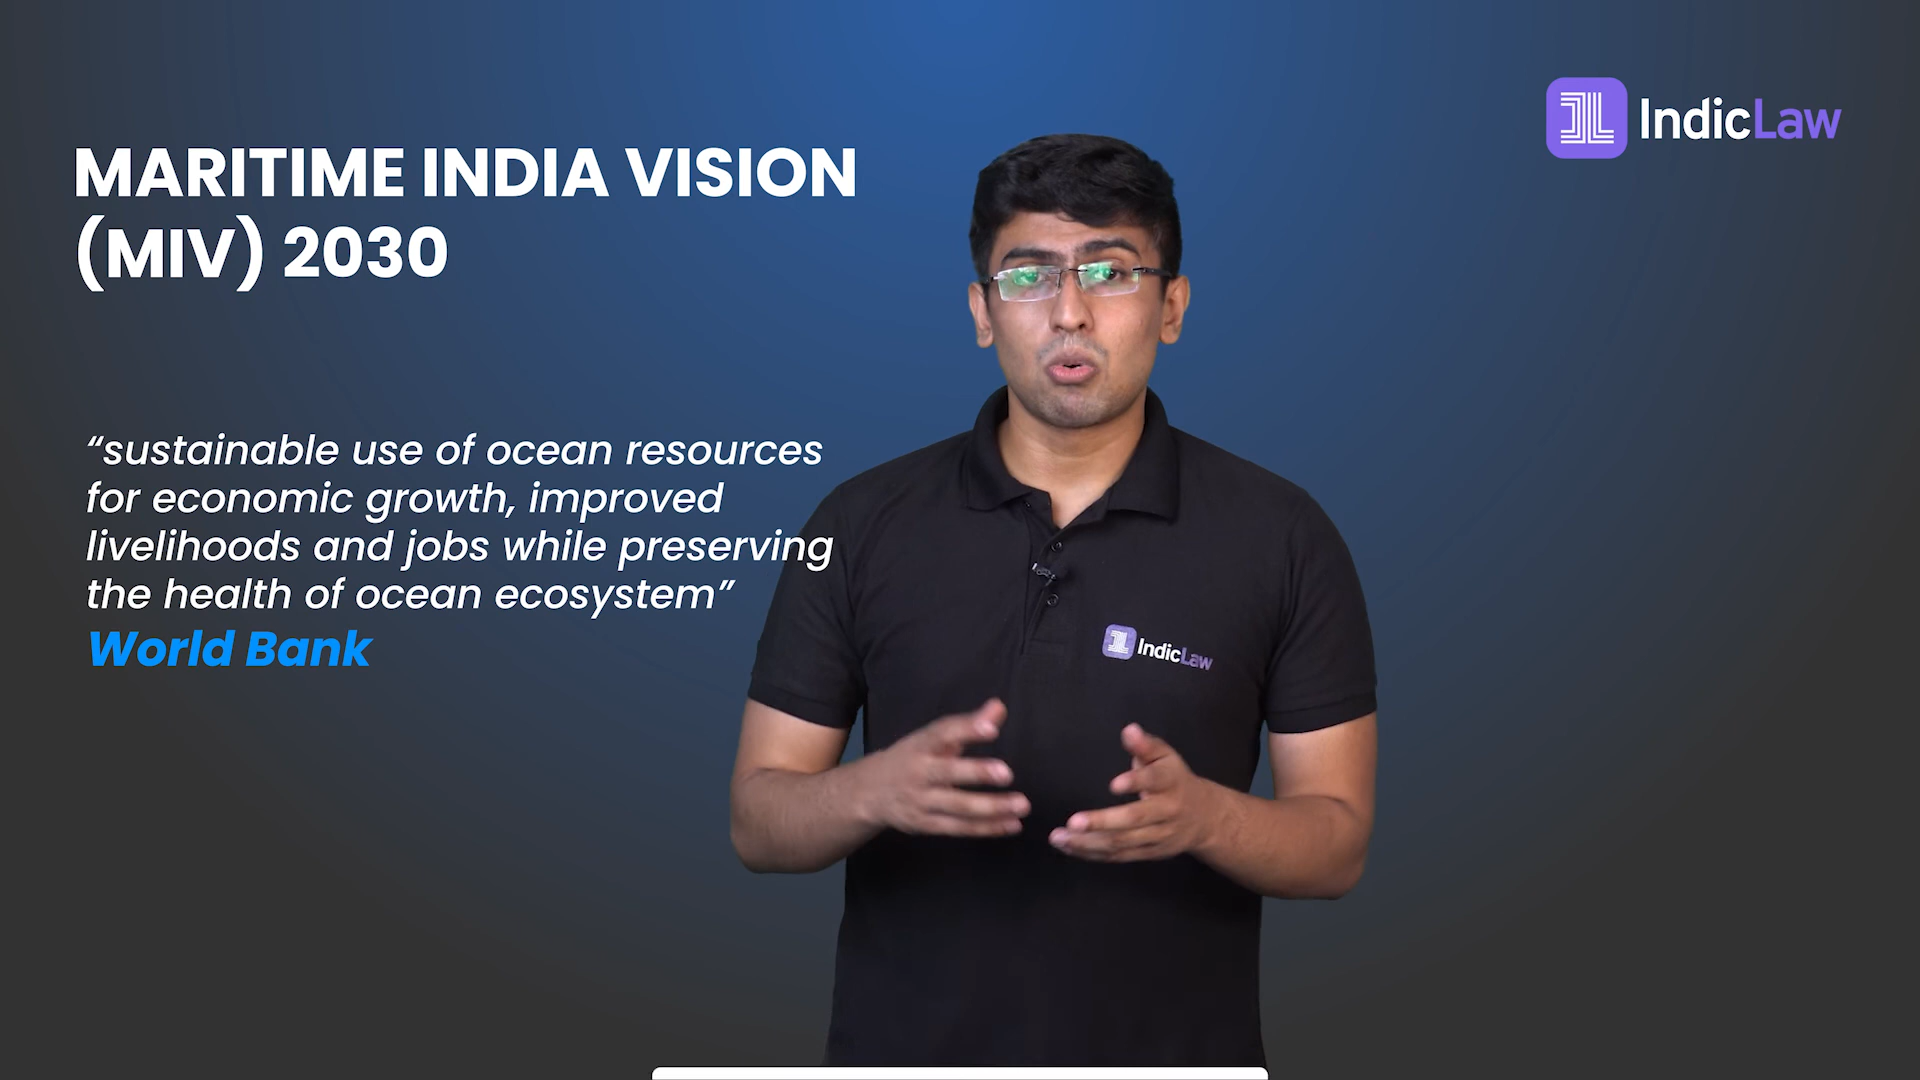 IndicLaw
MARITIME INDIA VISION
(MIV) 2030
“sustainable use of ocean resources
for economic growth, improved
livelihoods and jobs while preserving
the health of ocean ecosystem”
World Bank
IndicLaw